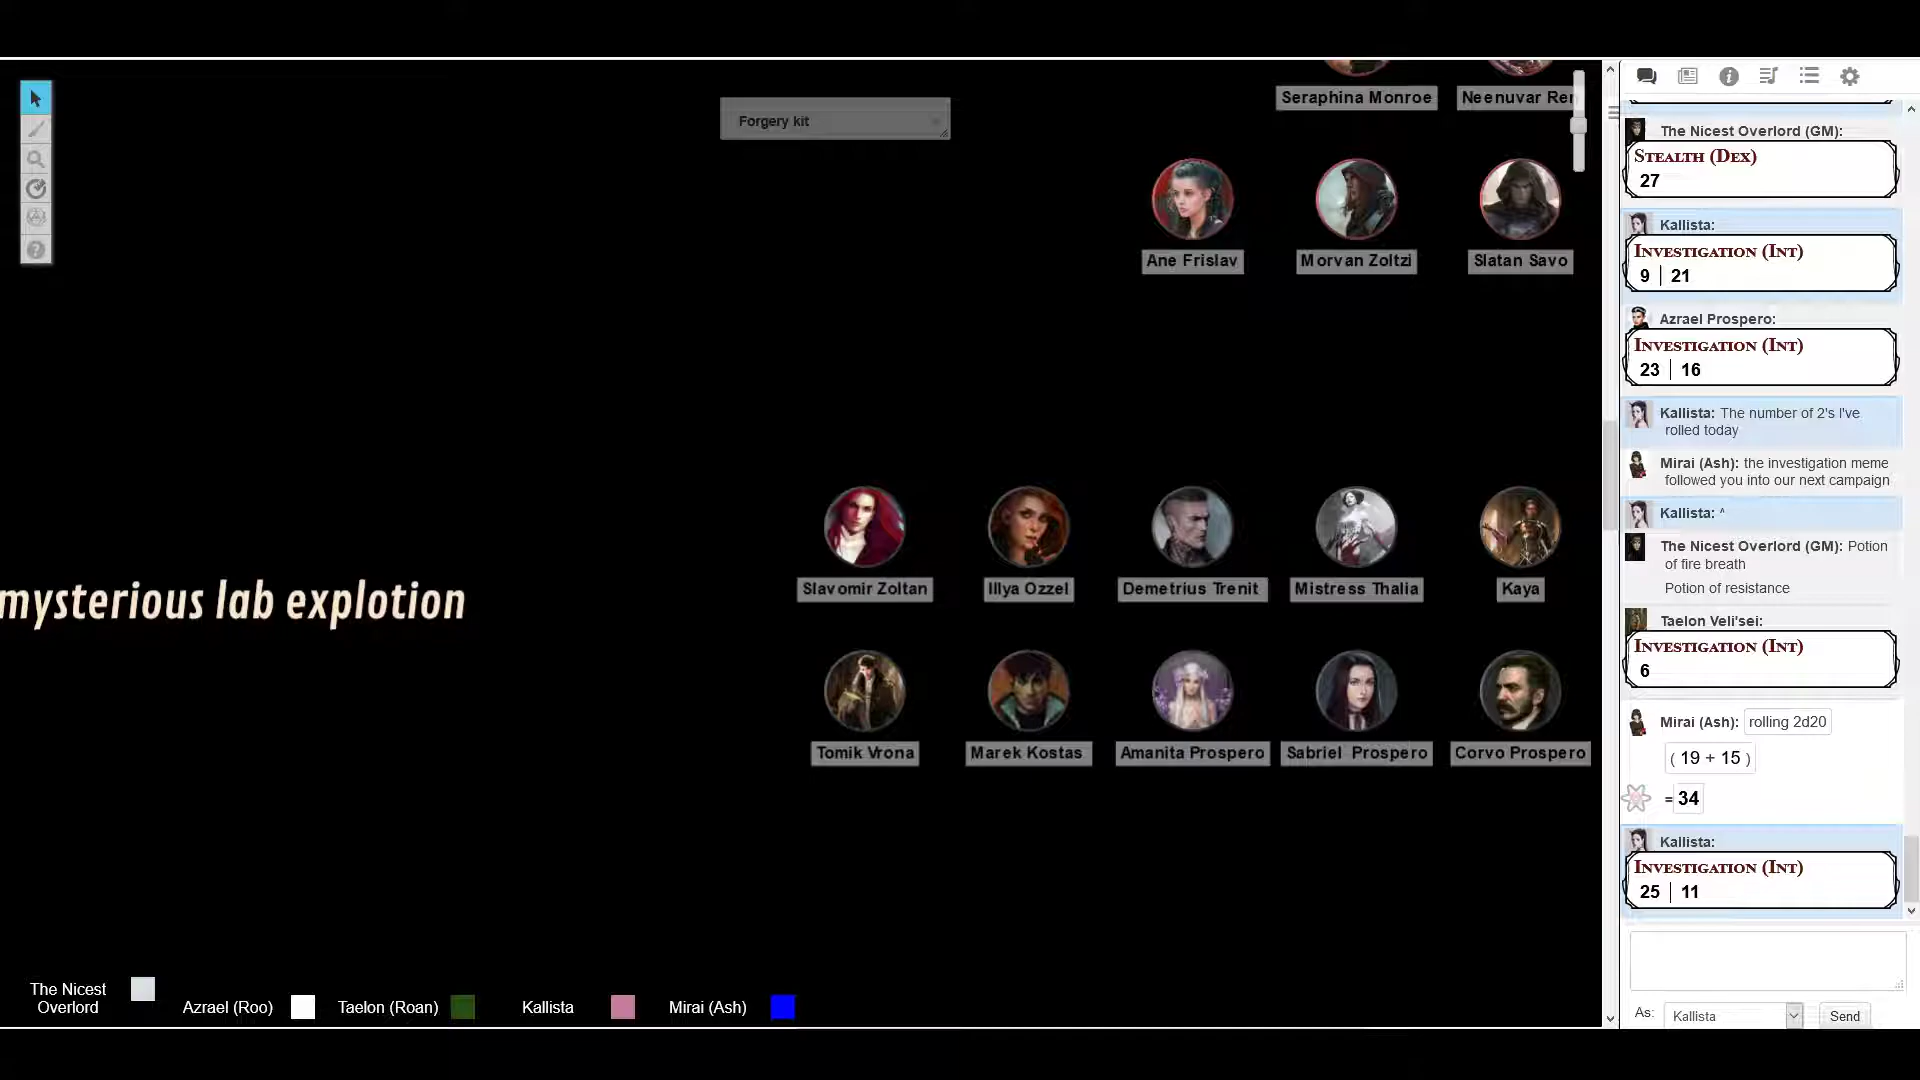 Forgery kit
Seraphina Monroe
Neenuvar Ren
Ane Frislav
Morvan Zoltzi
Slatan Savo
mysterious lab explotion
Slavomir Zoltan
Illya Ozzel
Demetrius Trenit
Mistress Thalia
Kaya
Tomik Vrona
Marek Kostas
Amanita Prospero
Sabriel Prospero
Corvo Prospero
The Nicest
Overlord
Azrael (Roo)
Taelon (Roan)
Kallista
Mirai (Ash)
The Nicest Overlord (GM):
Stealth (Dex)
27
Kallista:
Investigation (Int)
9 | 21
Azrael Prospero:
Investigation (Int)
23 | 16
Kallista: The number of 2's I've
rolled today
Mirai (Ash): the investigation meme
followed you into our next campaign
Kallista: ^
The Nicest Overlord (GM): Potion
of fire breath
Potion of resistance
Taelon Veli'sei:
Investigation (Int)
6
Mirai (Ash): rolling 2d20
( 19 + 15 )
= 34
Kallista:
Investigation (Int)
25 | 11
As: Kallista Send